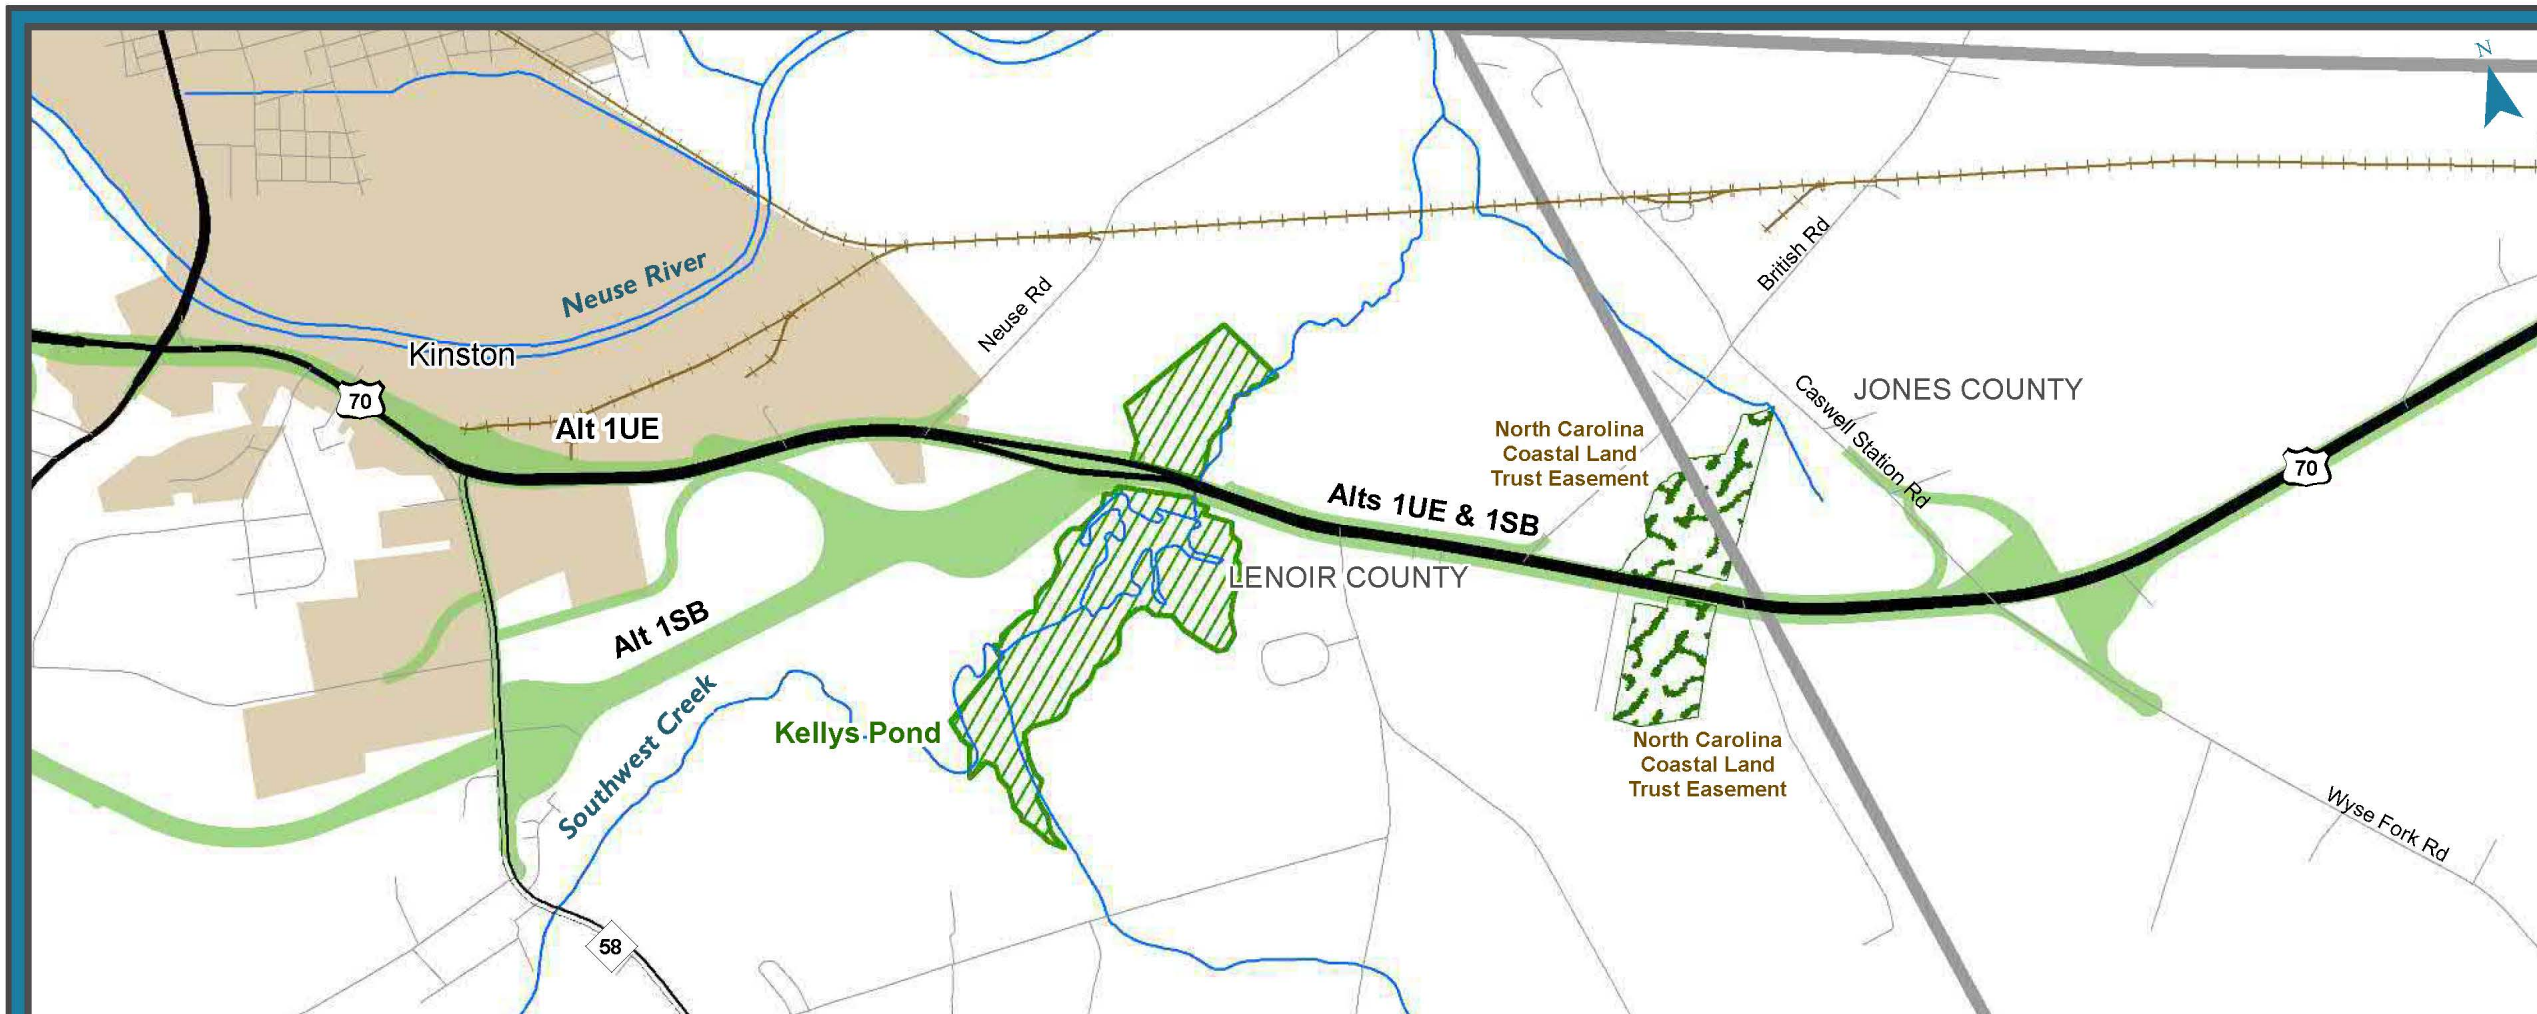 N
Neuse River
Neuse Rd
British Rd
Kinston
70
Alt 1UE
Caswell Station Rd
JONES COUNTY
North Carolina
Coastal Land
Trust Easement
70
Alts 1UE & 1SB
LENOIR COUNTY
Alt 1SB
Southwest Creek
Kellys Pond
North Carolina
Coastal Land
Trust Easement
Wyse Fork Rd
58